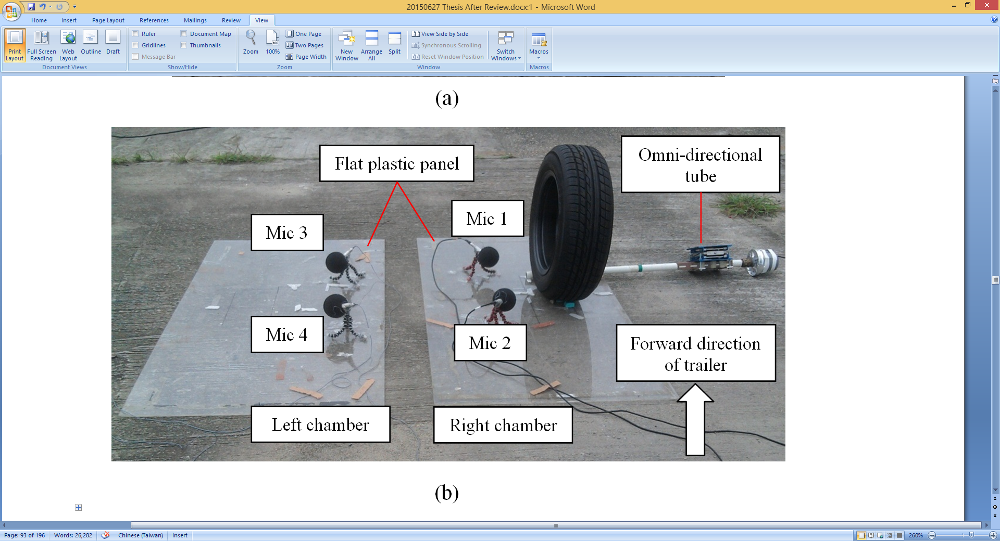 20150627 Thesis After Review.docx:1 - Microsoft Word
Home Insert Page Layout References Mailings Review View
Print Layout
Full Screen Reading
Web Layout
Outline
Draft
Document Views
Ruler
Gridlines
Message Bar
Document Map
Thumbnails
Show/Hide
Zoom
100%
One Page
Two Pages
Page Width
Zoom
New Window
Arrange All
Split
View Side by Side
Synchronous Scrolling
Reset Window Position
Switch Windows
Window
Macros
Macros
(a)
Flat plastic panel
Omni-directional
tube
Mic 1
Mic 3
Mic 4
Mic 2
Forward direction
of trailer
Left chamber
Right chamber
(b)
Page: 93 of 196 Words: 26,282 Chinese (Taiwan) Insert 260%